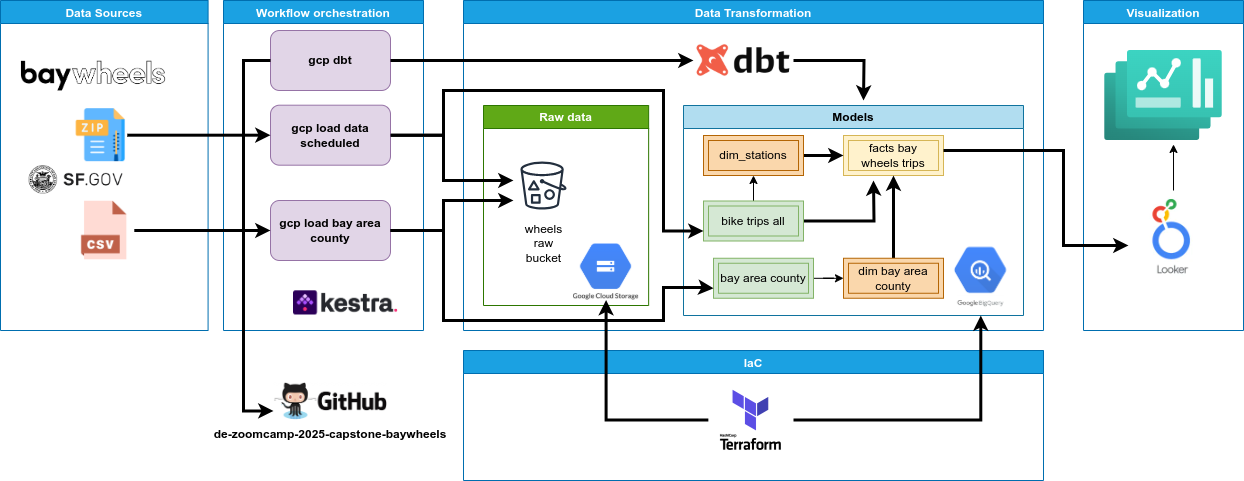 Data Sources
Workflow orchestration
Data Transformation
Visualization
baywheels
ZIP
SF.GOV
CSV
gcp dbt
gcp load data
scheduled
gcp load bay area
county
kestra.
GitHub
de-zoomcamp-2025-capstone-baywheels
dbt
Raw data
wheels
raw
bucket
Google Cloud Storage
Models
dim_stations
facts bay
wheels trips
bike trips all
bay area county
dim bay area
county
Google BigQuery
Looker
IaC
HashiCorp
Terraform